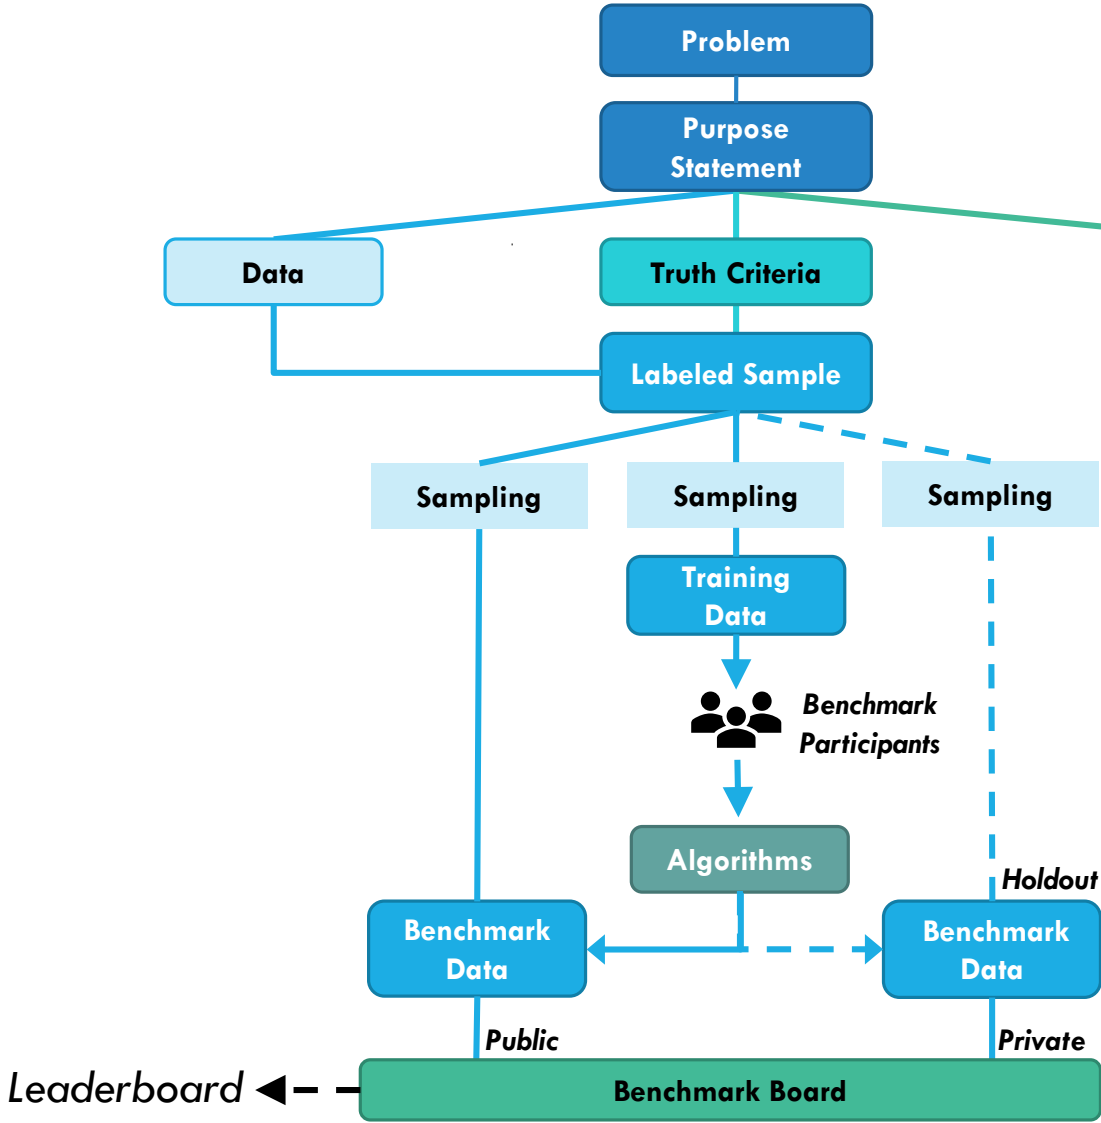 Problem
Purpose
Statement
Data
Truth Criteria
Labeled Sample
Sampling
Sampling
Sampling
Training
Data
Benchmark
Participants
Algorithms
Holdout
Benchmark
Data
Benchmark
Data
Public
Private
Leaderboard
Benchmark Board